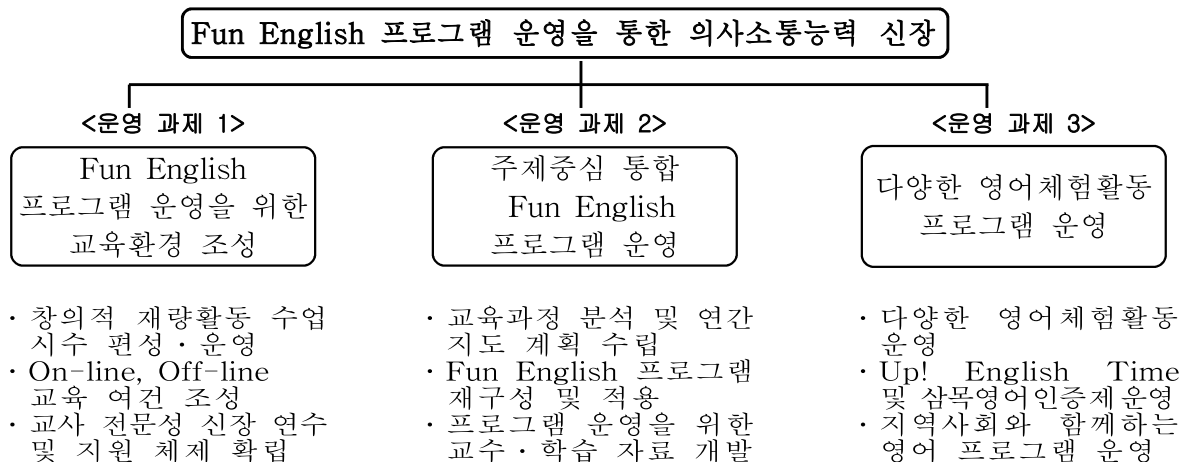 Fun English 프로그램 운영을 통한 의사소통능력 신장
<운영 과제 1>
Fun English
프로그램 운영을 위한
교육환경 조성
· 창의적 재량활동 수업
시수 편성·운영
· On-line, Off-line
교육 여건 조성
· 교사 전문성 신장 연수
및 지원 체제 확립
<운영 과제 2>
주제중심 통합
Fun English
프로그램 운영
· 교육과정 분석 및 연간
지도 계획 수립
· Fun English 프로그램
재구성 및 적용
· 프로그램 운영을 위한
교수·학습 자료 개발
<운영 과제 3>
다양한 영어체험활동
프로그램 운영
· 다양한 영어체험활동
운영
· Up! English Time
및 삼목영어인증제운영
· 지역사회와 함께하는
영어 프로그램 운영